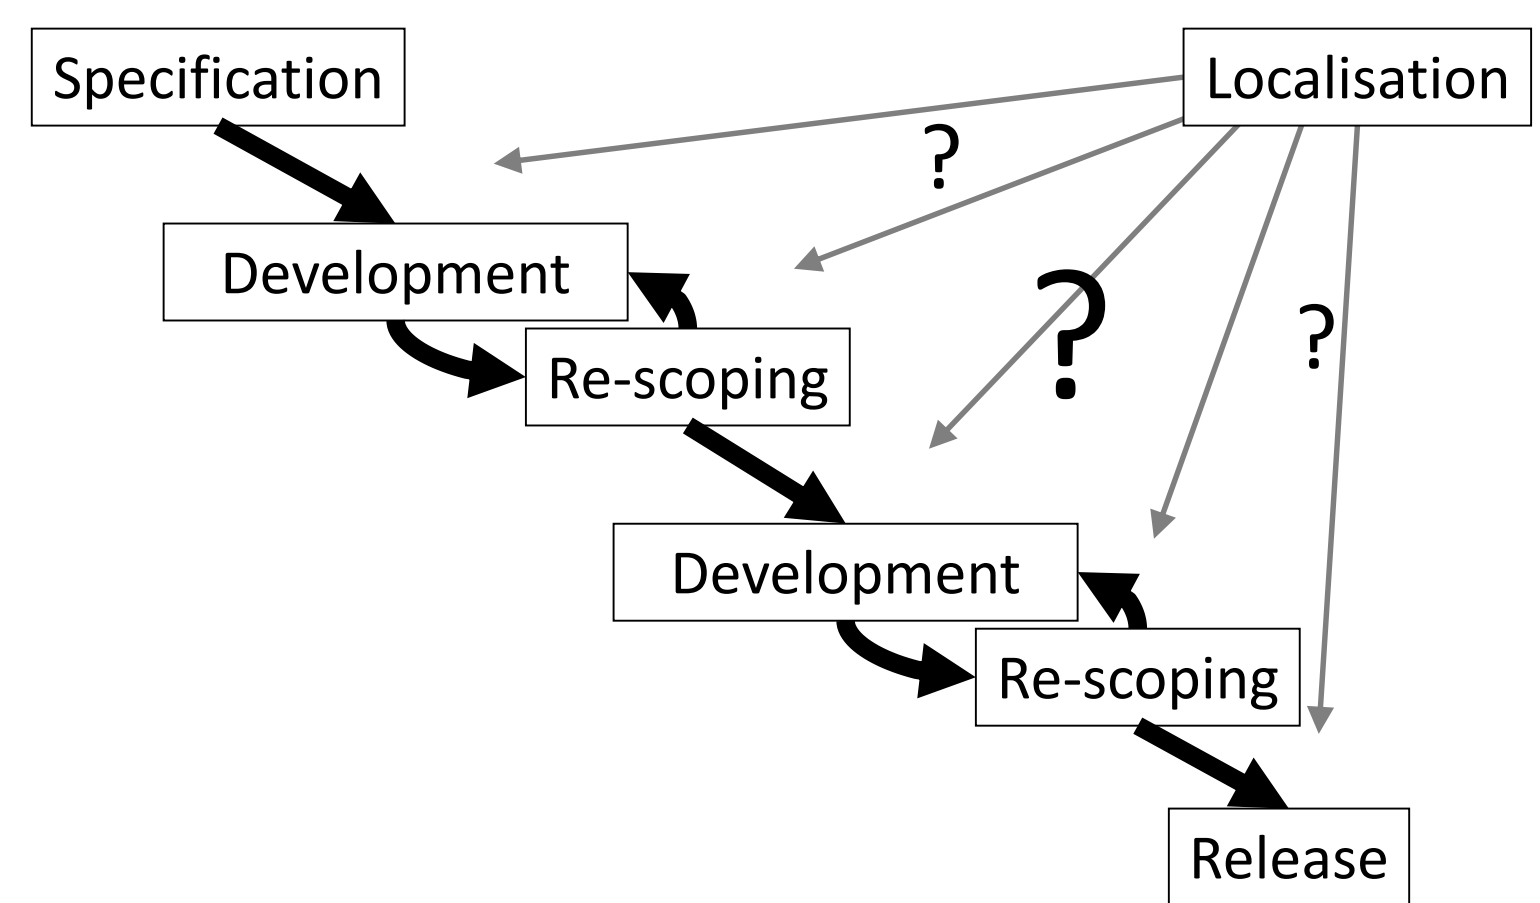 Specification
Localisation
?
Development
?
?
Re-scoping
Development
Re-scoping
Release